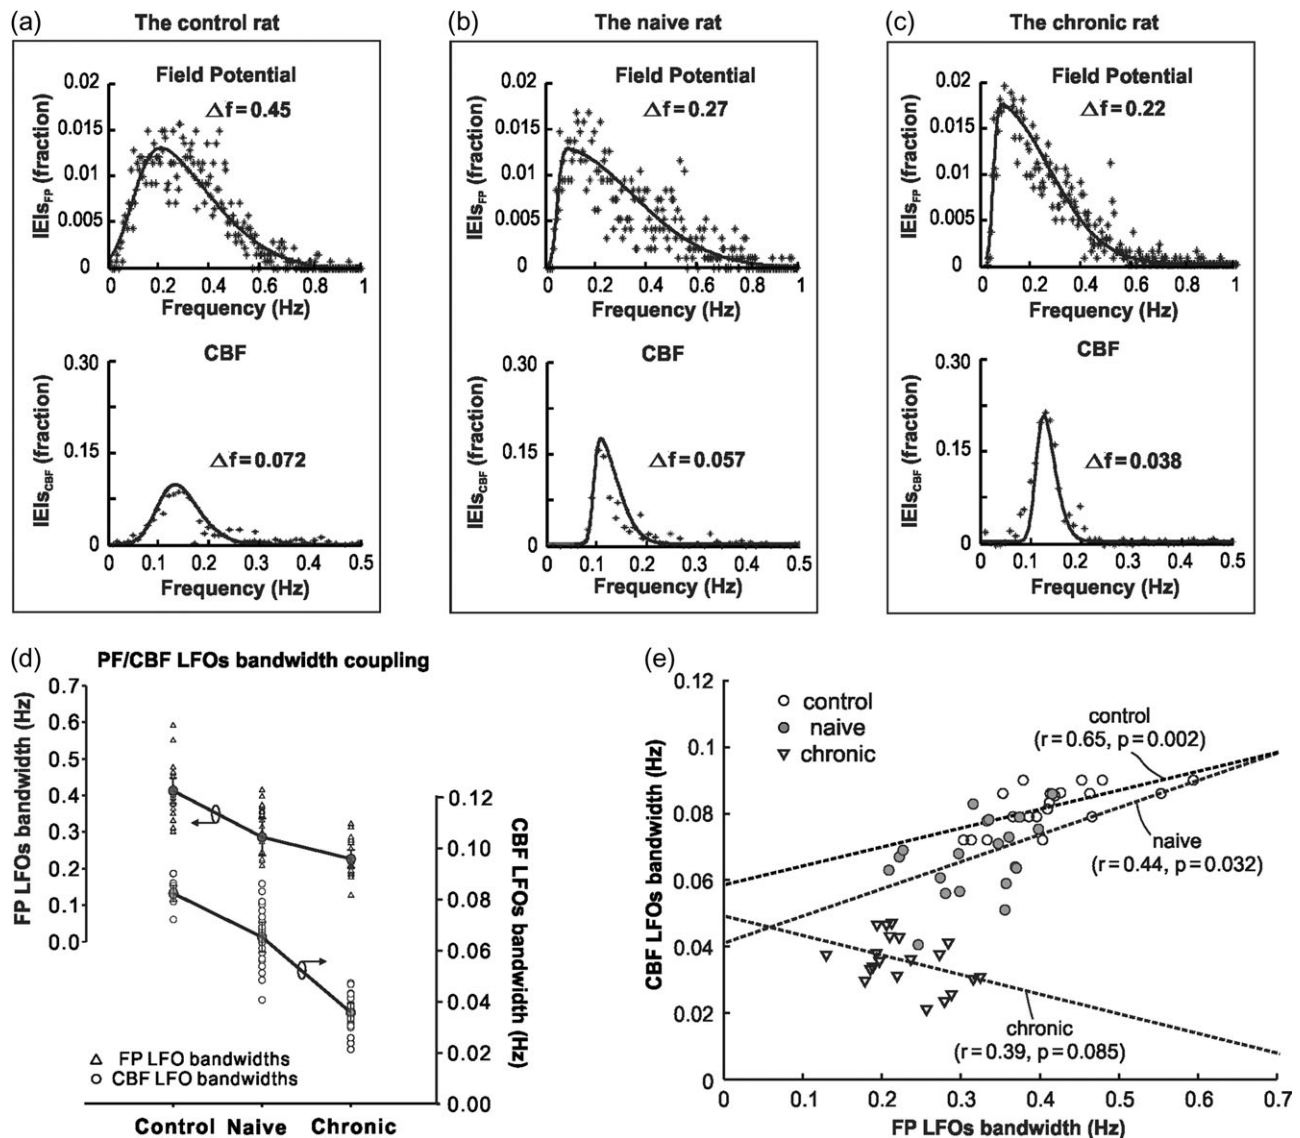 (a) The control rat
Field Potential
Δf = 0.45
0.02
0.015
0.01
0.005
0
IEIsFP (fraction)
0 0.2 0.4 0.6 0.8 1
Frequency (Hz)
CBF
Δf = 0.072
0.30
0.15
0
IEIsCBF (fraction)
0 0.1 0.2 0.3 0.4 0.5
Frequency (Hz)
(b) The naive rat
Field Potential
Δf = 0.27
0.02
0.015
0.01
0.005
0
IEIsFP (fraction)
0 0.2 0.4 0.6 0.8 1
Frequency (Hz)
CBF
Δf = 0.057
0.30
0.15
0
IEIsCBF (fraction)
0 0.1 0.2 0.3 0.4 0.5
Frequency (Hz)
(c) The chronic rat
Field Potential
Δf = 0.22
0.02
0.015
0.01
0.005
0
IEIsFP (fraction)
0 0.2 0.4 0.6 0.8 1
Frequency (Hz)
CBF
Δf = 0.038
0.30
0.15
0
IEIsCBF (fraction)
0 0.1 0.2 0.3 0.4 0.5
Frequency (Hz)
(d) PF/CBF LFOs bandwidth coupling
0.7
0.6
0.5
0.4
0.3
0.2
0.1
0.0
FP LFOs bandwidth (Hz)
0.12
0.10
0.08
0.06
0.04
0.02
0.00
CBF LFOs bandwidth (Hz)
FP LFO bandwidths
CBF LFO bandwidths
Control Naive Chronic
(e)
0.12
0.1
0.08
0.06
0.04
0.02
0
CBF LFOs bandwidth (Hz)
control
naive
chronic
control
(r = 0.65, p = 0.002)
naive
(r = 0.44, p = 0.032)
chronic
(r = 0.39, p = 0.085)
0 0.1 0.2 0.3 0.4 0.5 0.6 0.7
FP LFOs bandwidth (Hz)